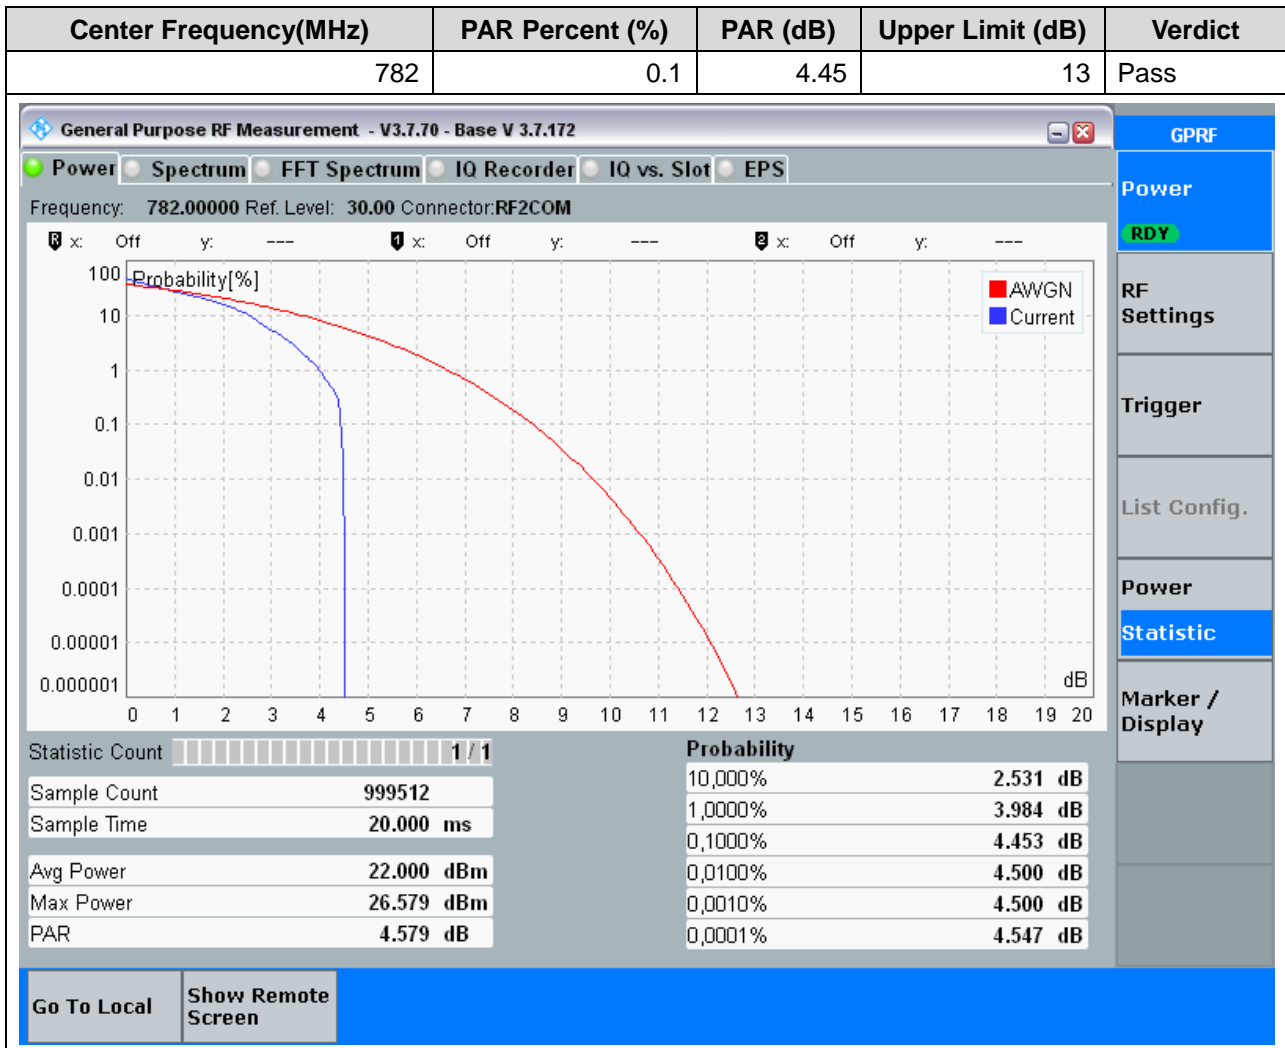 Center Frequency(MHz) PAR Percent (%) PAR (dB) Upper Limit (dB) Verdict
782 0.1 4.45 13 Pass
General Purpose RF Measurement - V3.7.70 - Base V 3.7.172
GPRF
Power Spectrum FFT Spectrum IQ Recorder IQ vs. Slot EPS
Frequency: 782.00000 Ref. Level: 30.00 Connector:RF2COM
R x: Off y: --- 1 x: Off y: --- 2 x: Off y: ---
Probability[%]
AWGN
Current
100
10
1
0.1
0.01
0.001
0.0001
0.00001
0.000001
dB
0 1 2 3 4 5 6 7 8 9 10 11 12 13 14 15 16 17 18 19 20
Statistic Count 1 / 1
Sample Count 999512
Sample Time 20.000 ms
Avg Power 22.000 dBm
Max Power 26.579 dBm
PAR 4.579 dB
Probability
10,000% 2.531 dB
1,0000% 3.984 dB
0,1000% 4.453 dB
0,0100% 4.500 dB
0,0010% 4.500 dB
0,0001% 4.547 dB
Power
RDY
RF
Settings
Trigger
List Config.
Power
Statistic
Marker /
Display
Go To Local
Show Remote
Screen